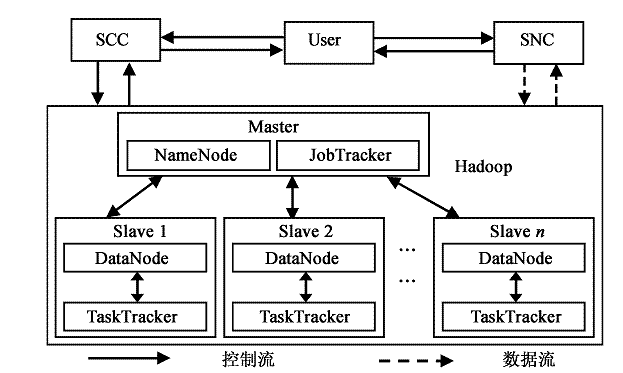 SCC User SNC
Master
NameNode JobTracker
Hadoop
Slave 1 Slave 2 Slave n
DataNode DataNode … DataNode
…
TaskTracker TaskTracker TaskTracker
控制流 数据流